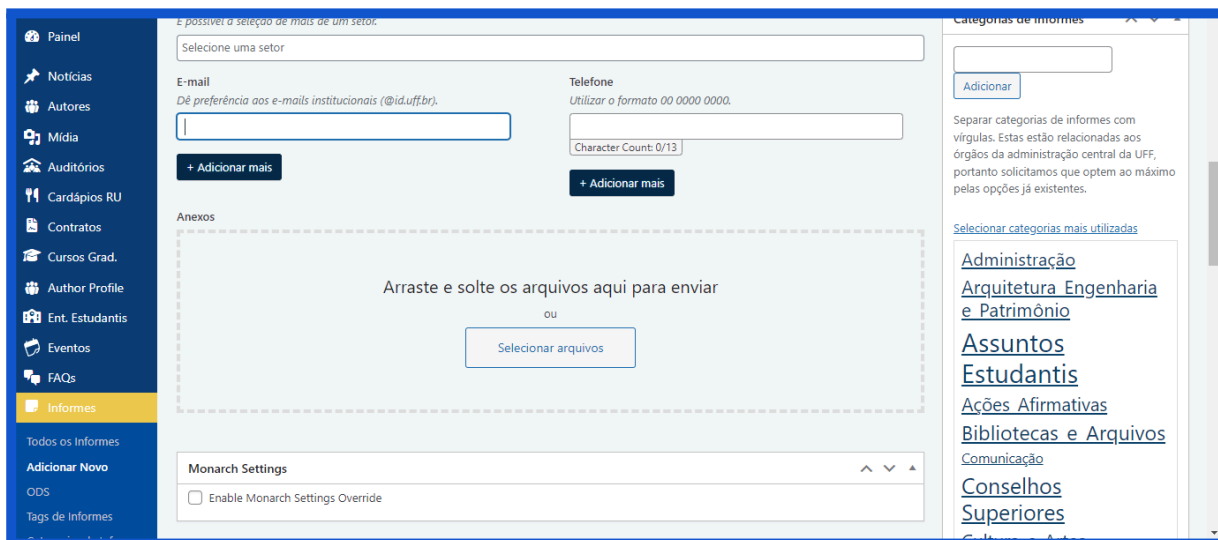 Painel
Notícias
Autores
Mídia
Auditórios
Cardápios RU
Contratos
Cursos Grad.
Author Profile
Ent. Estudantis
Eventos
FAQs
Informes
Todos os Informes
Adicionar Novo
ODS
Tags de Informes
É possível a seleção de mais de um setor.
Selecione uma setor
E-mail
Dê preferência aos e-mails institucionais (@id.uff.br).
+ Adicionar mais
Telefone
Utilizar o formato 00 0000 0000.
Character Count: 0/13
+ Adicionar mais
Anexos
Arraste e solte os arquivos aqui para enviar
ou
Selecionar arquivos
Monarch Settings
Enable Monarch Settings Override
Categorias de Informes
Adicionar
Separar categorias de informes com
vírgulas. Estas estão relacionadas aos
órgãos da administração central da UFF,
portanto solicitamos que optem ao máximo
pelas opções já existentes.
Selecionar categorias mais utilizadas
Administração
Arquitetura Engenharia
e Patrimônio
Assuntos
Estudantis
Ações Afirmativas
Bibliotecas e Arquivos
Comunicação
Conselhos
Superiores
Cultura e Artes